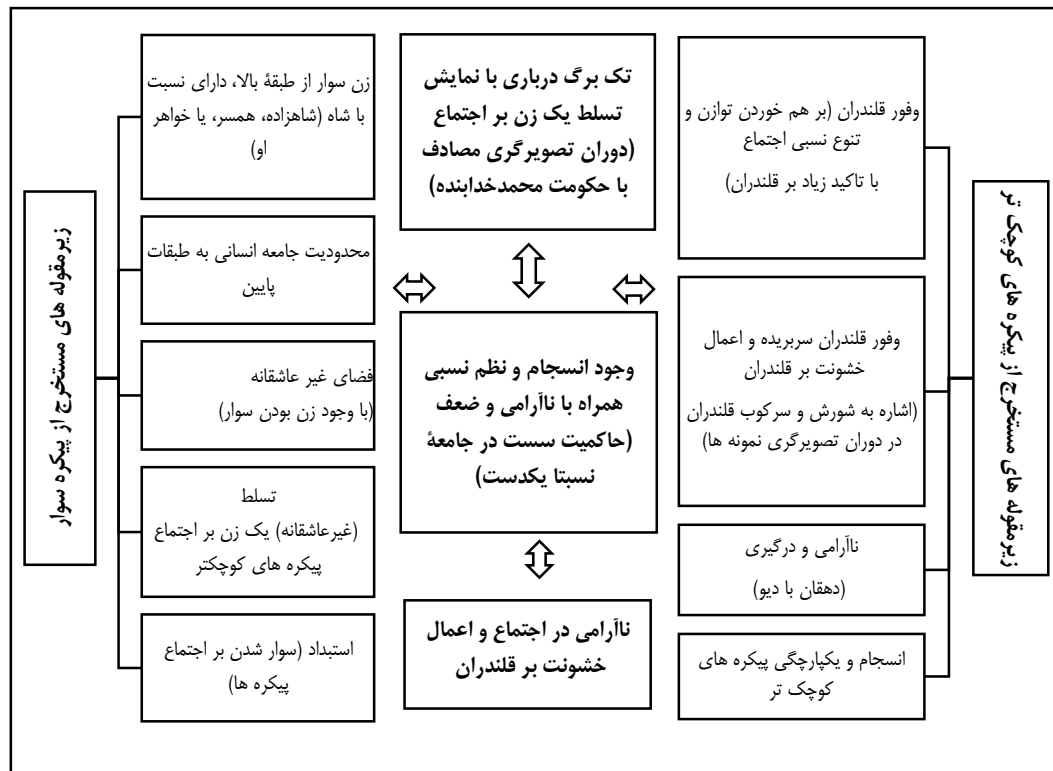 زیرمقوله های مستخرج از پیکره های کوچک تر
وفور قلندران (بر هم خوردن توازن و
تنوع نسبی اجتماع
با تاکید زیاد بر قلندران)
وفور قلندران سربریده و اعمال
خشونت بر قلندران
(اشاره به شورش و سرکوب قلندران
در دوران تصویرگری نمونه ها)
ناآرامی و درگیری
(دهقان با دیو)
انسجام و یکپارچگی پیکره های
کوچک تر
تک برگ درباری با نمایش
تسلط یک زن بر اجتماع
(دوران تصویرگری مصادف
با حکومت محمدخدابنده)
وجود انسجام و نظم نسبی
همراه با ناآرامی و ضعف
(حاکمیت سست در جامعهٔ
نسبتا یکدست)
ناآرامی در اجتماع و اعمال
خشونت بر قلندران
زیرمقوله های مستخرج از پیکره سوار
زن سوار از طبقهٔ بالا، دارای نسبت
با شاه (شاهزاده، همسر، یا خواهر
او)
محدودیت جامعه انسانی به طبقات
پایین
فضای غیر عاشقانه
(با وجود زن بودن سوار)
تسلط
(غیرعاشقانه) یک زن بر اجتماع
پیکره های کوچکتر
استبداد (سوار شدن بر اجتماع
پیکره ها)